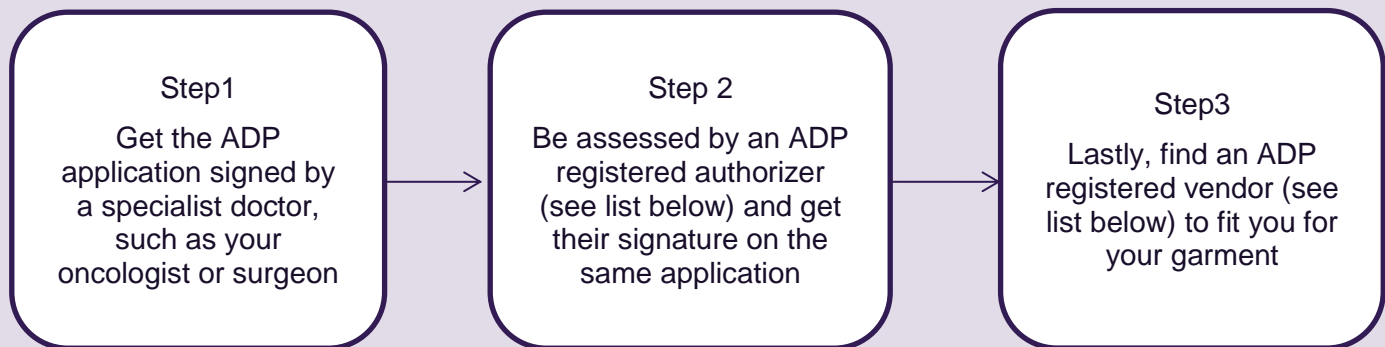 Step1
Get the ADP
application signed by
a specialist doctor,
such as your
oncologist or surgeon
Step 2
Be assessed by an ADP
registered authorizer
(see list below) and get
their signature on the
same application
Step3
Lastly, find an ADP
registered vendor (see
list below) to fit you for
your garment